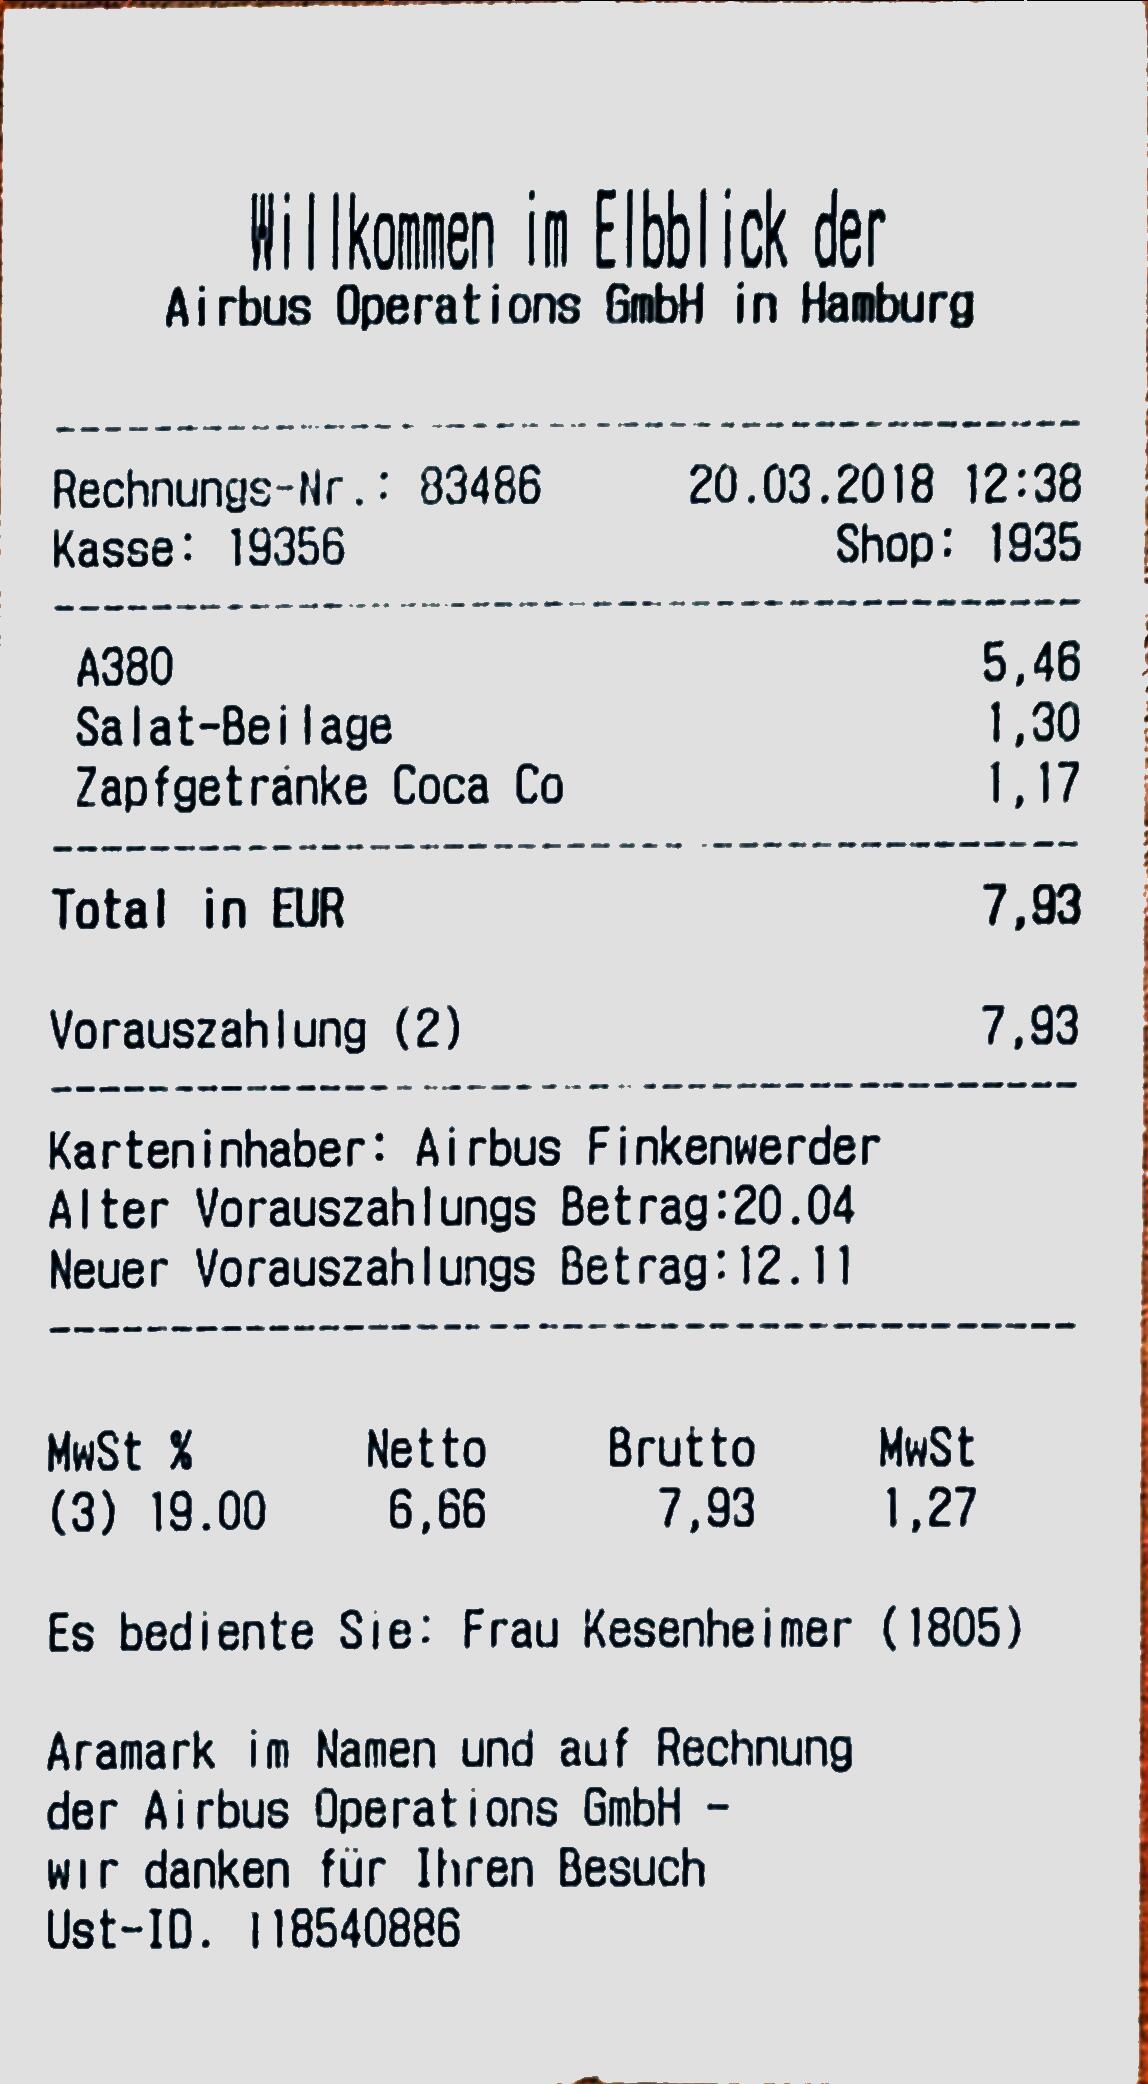 Willkommen im Elbblick der
Airbus Operations GmbH in Hamburg
Rechnungs-Nr.: 83486 20.03.2018 12:38
Kasse: 19356 Shop: 1935
A380 5,46
Salat-Beilage 1,30
Zapfgetränke Coca Co 1,17
Total in EUR 7,93
Vorauszahlung (2) 7,93
Karteninhaber: Airbus Finkenwerder
Alter Vorauszahlungs Betrag:20.04
Neuer Vorauszahlungs Betrag:12.11
MwSt % Netto Brutto MwSt
(3) 19.00 6,66 7,93 1,27
Es bediente Sie: Frau Kesenheimer (1805)
Aramark im Namen und auf Rechnung
der Airbus Operations GmbH -
wir danken für Ihren Besuch
Ust-ID. 118540886